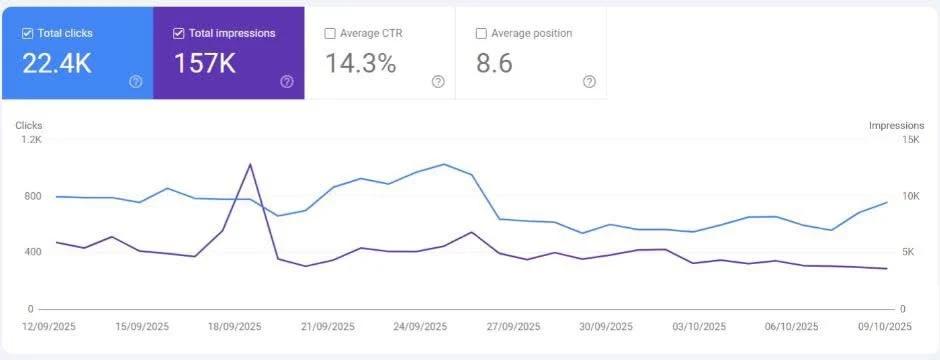 Total clicks
22.4K
Total impressions
157K
Average CTR
14.3%
Average position
8.6
Clicks
Impressions
1.2K
15K
800
10K
400
5K
0
0
12/09/2025 15/09/2025 18/09/2025 21/09/2025 24/09/2025 27/09/2025 30/09/2025 03/10/2025 06/10/2025 09/10/2025